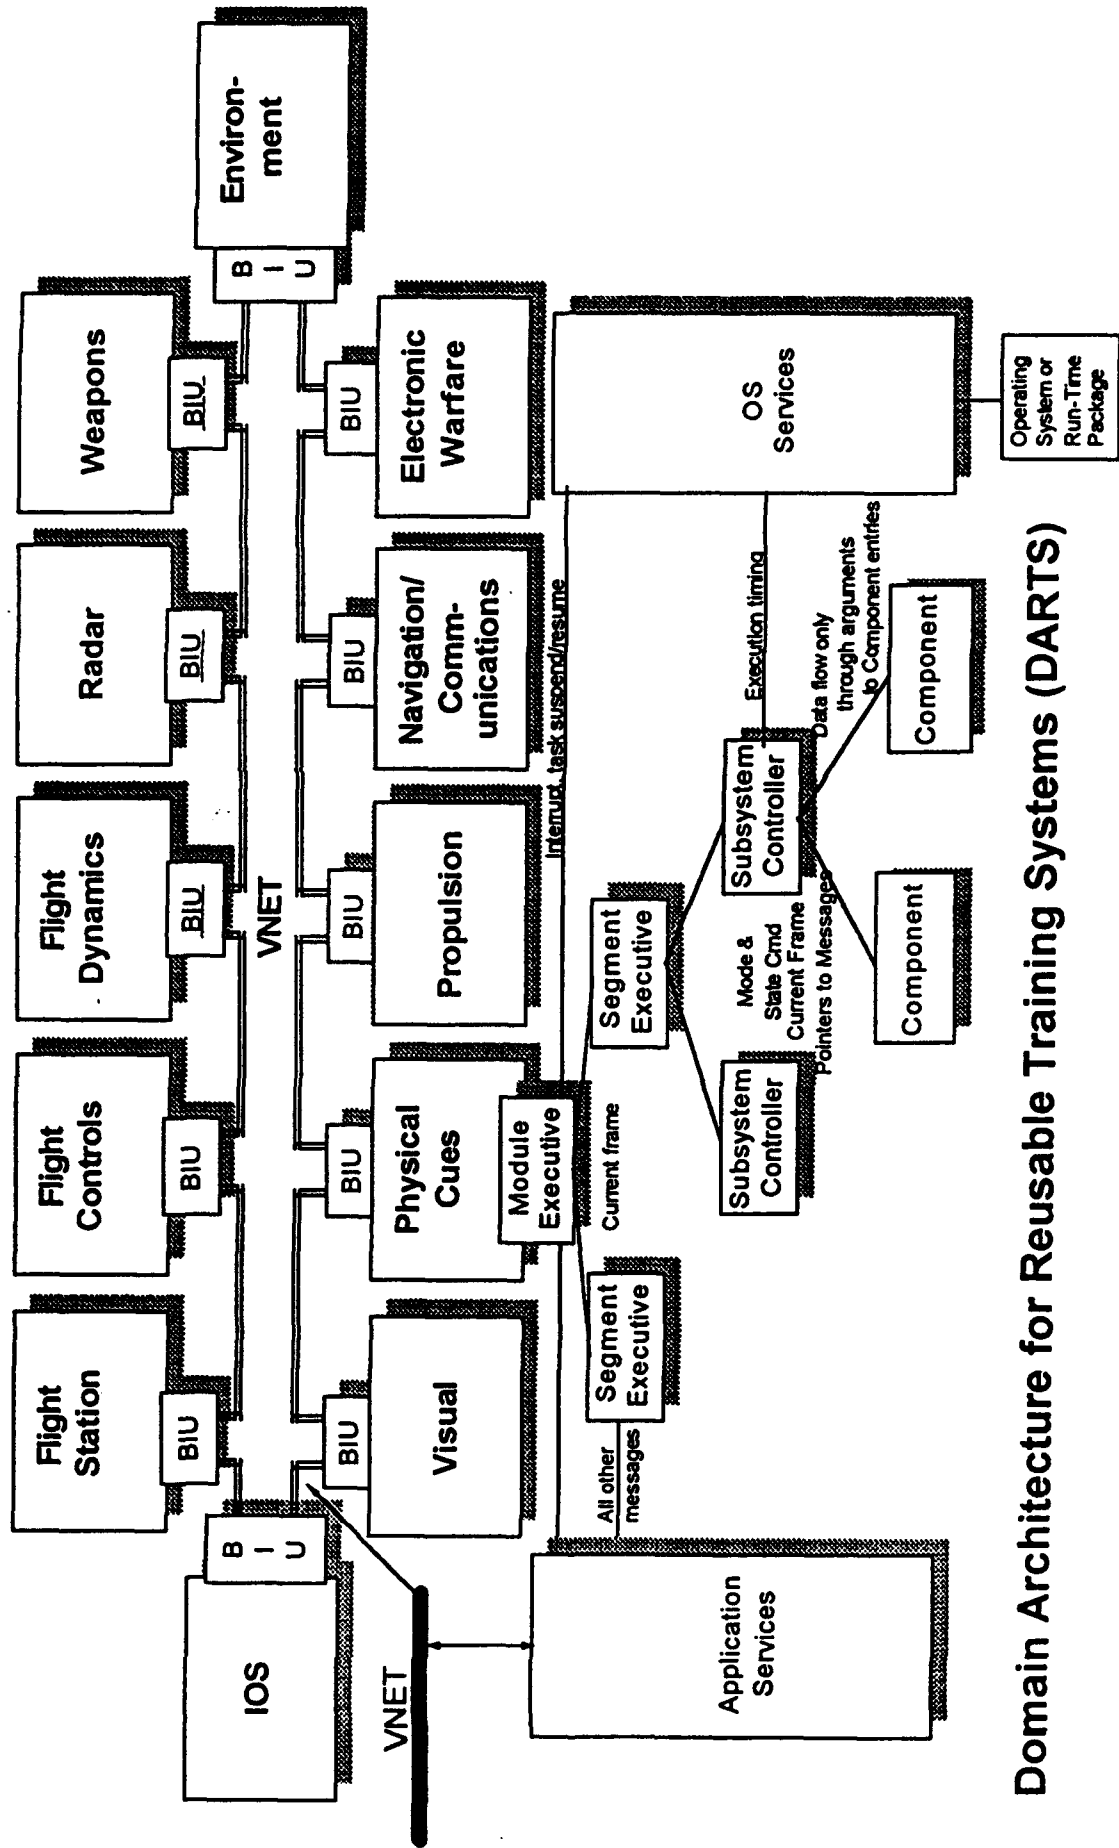 Flight
Station
Flight
Controls
Flight
Dynamics
Radar
Weapons
BIU
BIU
BIU
BIU
BIU
IOS
B
I
U
VNET
B
I
U
Environ-
ment
BIU
BIU
BIU
BIU
BIU
Visual
Physical
Cues
Propulsion
Navigation/
Comm-
unications
Electronic
Warfare
VNET
Module
Executive
Interrupt, task suspend/resume
Current frame
Segment
Executive
Segment
Executive
All other
messages
Application
Services
OS
Services
Execution timing
Subsystem
Controller
Subsystem
Controller
Mode &
State Cmd
Current Frame
Pointers to Messages
Data flow only
through arguments
to Component entries
Component
Component
Operating
System or
Run-Time
Package
Domain Architecture for Reusable Training Systems (DARTS)